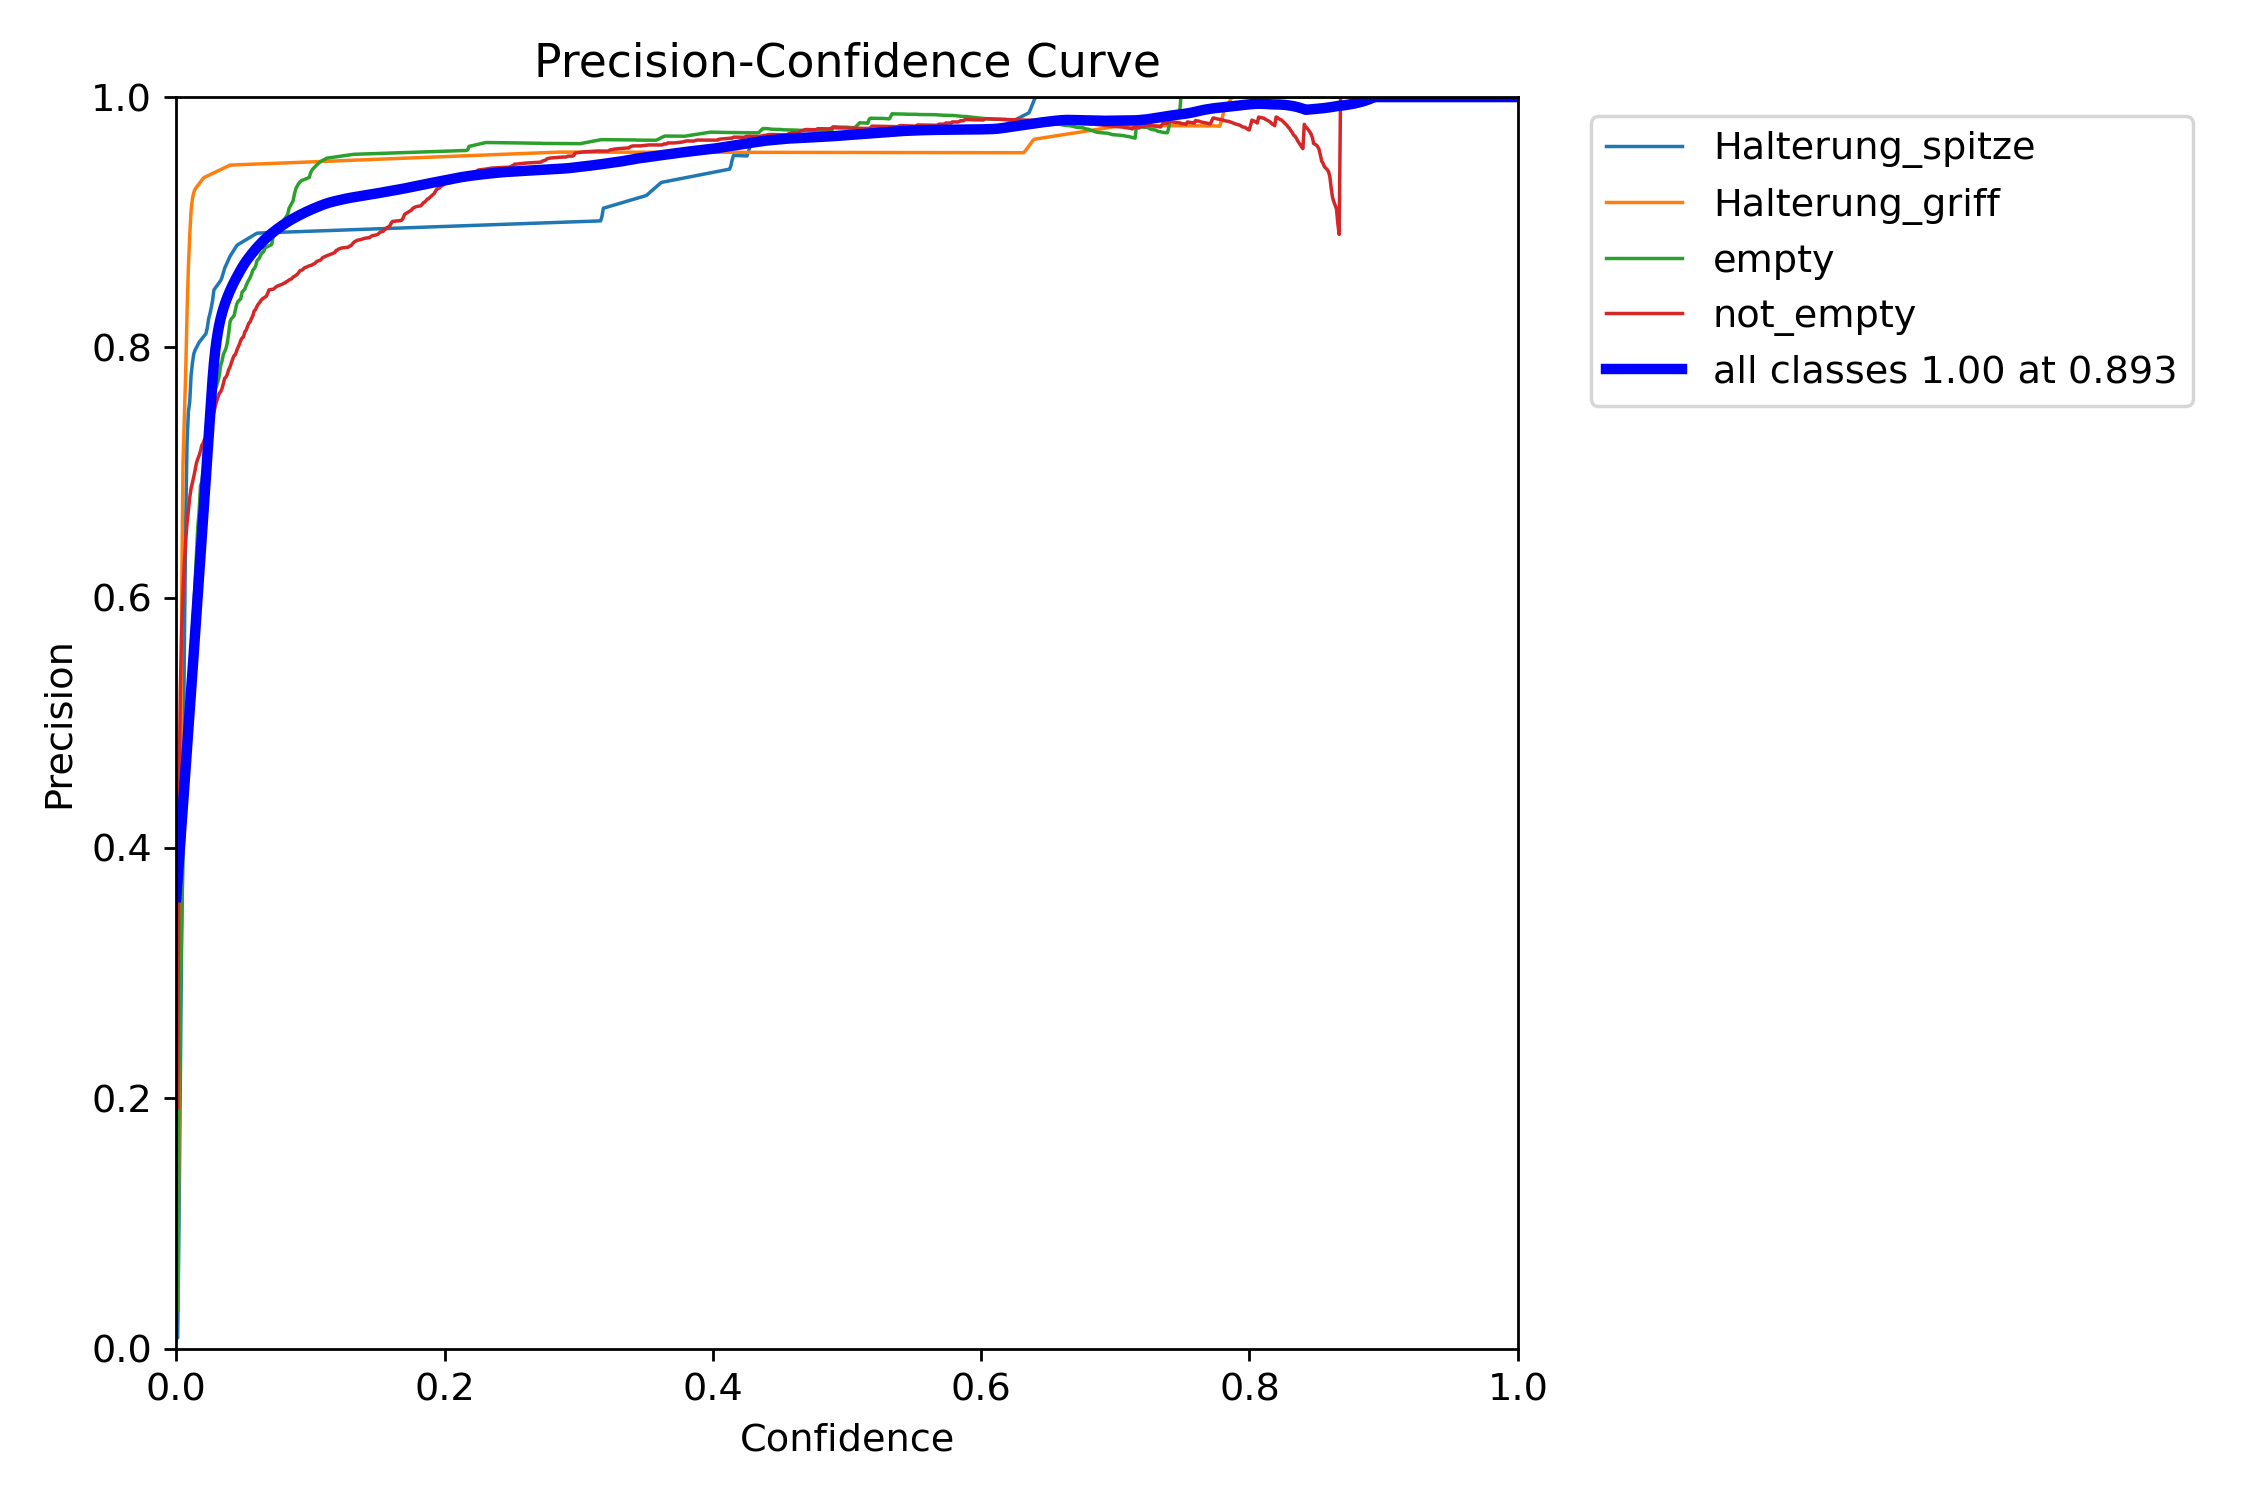 Precision-Confidence Curve
1.0
0.8
0.6
0.4
0.2
0.0
Precision
0.0 0.2 0.4 0.6 0.8 1.0
Confidence
Halterung_spitze
Halterung_griff
empty
not_empty
all classes 1.00 at 0.893